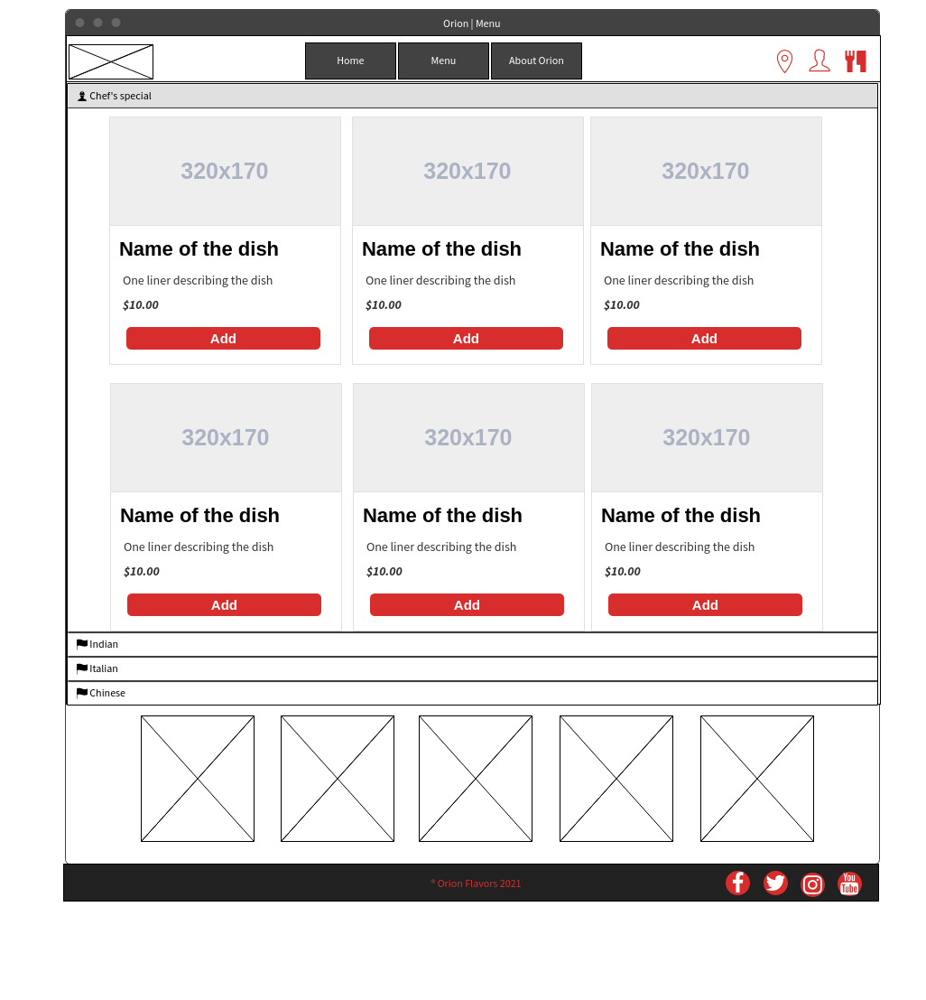 Orion | Menu
Home Menu About Orion
Chef's special
320x170 320x170 320x170
Name of the dish Name of the dish Name of the dish
One liner describing the dish One liner describing the dish One liner describing the dish
$10.00 $10.00 $10.00
Add Add Add
320x170 320x170 320x170
Name of the dish Name of the dish Name of the dish
One liner describing the dish One liner describing the dish One liner describing the dish
$10.00 $10.00 $10.00
Add Add Add
Indian
Italian
Chinese
® Orion Flavors 2021
You
Tube